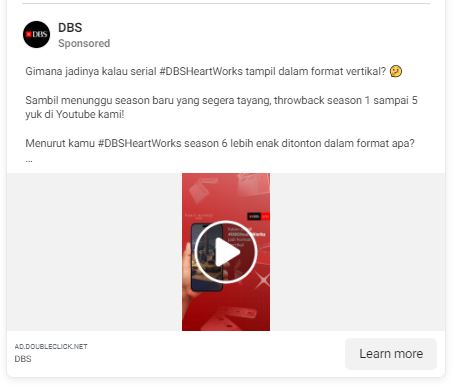 DBS
DBS
Sponsored
Gimana jadinya kalau serial #DBSHeartWorks tampil dalam format vertikal? 🤔
Sambil menunggu season baru yang segera tayang, throwback season 1 sampai 5
yuk di Youtube kami!
Menurut kamu #DBSHeartWorks season 6 lebih enak ditonton dalam format apa?
...
#DBSHeartWorks
AD.DOUBLECLICK.NET
DBS
Learn more